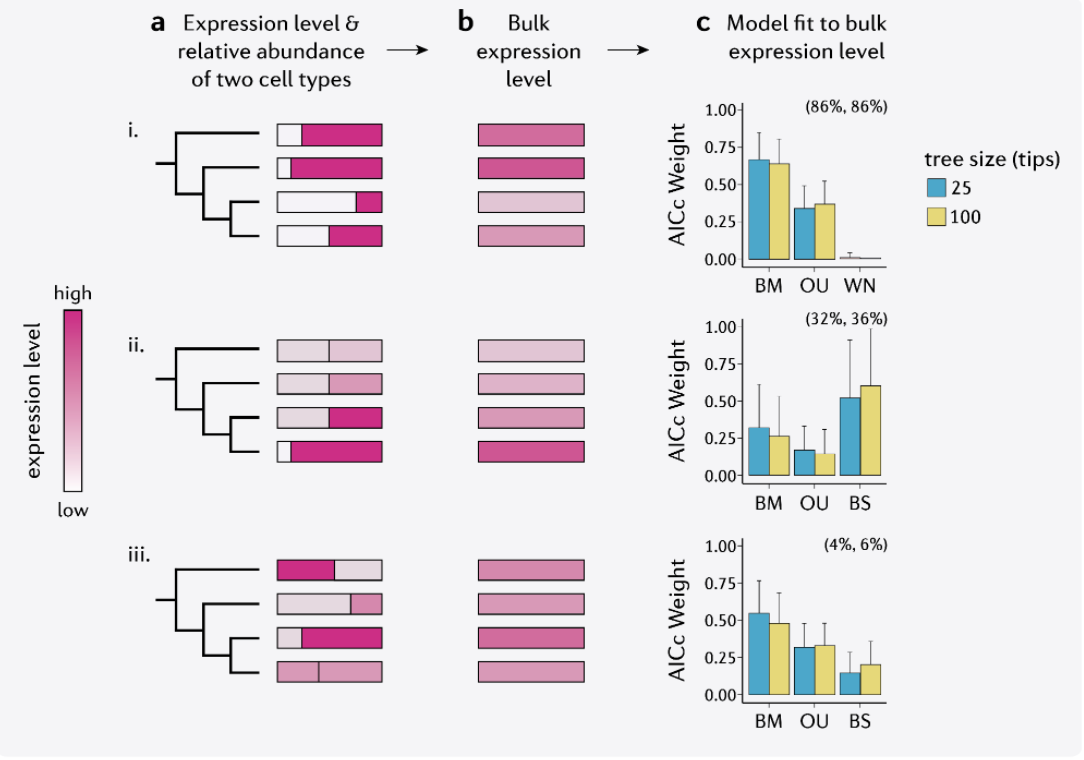 a Expression level &
relative abundance
of two cell types
b Bulk
expression
level
c Model fit to bulk
expression level
i.
(86%, 86%)
1.00
0.75
0.50
0.25
0.00
AICc Weight
BM OU WN
tree size (tips)
25
100
high
expression level
low
ii.
(32%, 36%)
1.00
0.75
0.50
0.25
0.00
AICc Weight
BM OU BS
iii.
(4%, 6%)
1.00
0.75
0.50
0.25
0.00
AICc Weight
BM OU BS